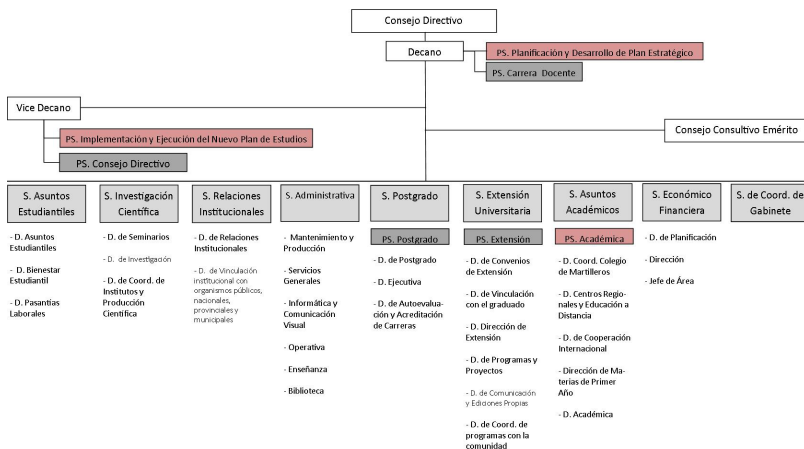 Consejo Directivo
Decano
PS. Planificación y Desarrollo de Plan Estratégico
PS. Carrera Docente
Vice Decano
PS. Implementación y Ejecución del Nuevo Plan de Estudios
PS. Consejo Directivo
Consejo Consultivo Emérito
S. Asuntos
Estudiantiles
- D. Asuntos
Estudiantiles
- D. Bienestar
Estudiantil
- D. Pasantías
Laborales
S. Investigación
Científica
- D. de Seminarios
- D. de Investigación
- D. de Coord. de
Institutos y
Producción
Científica
S. Relaciones
Institucionales
- D. de Relaciones
Institucionales
- D. de Vinculación
institucional con
organismos públicos,
nacionales,
provinciales y
municipales
S. Administrativa
- Mantenimiento y
Producción
- Servicios
Generales
- Informática y
Comunicación
Visual
- Operativa
- Enseñanza
- Biblioteca
S. Postgrado
PS. Postgrado
- D. de Postgrado
- D. Ejecutiva
- D. de Autoevalua-
ción y Acreditación
de Carreras
S. Extensión
Universitaria
PS. Extensión
- D. de Convenios
de Extensión
- D. de Vinculación
con el graduado
- D. Dirección de
Extensión
- D. de Programas y
Proyectos
- D. de Comunicación
y Ediciones Propias
- D. de Coord. de
programas con la
comunidad
S. Asuntos
Académicos
PS. Académica
- D. Coord. Colegio
de Martilleros
- D. Centros Regio-
nales y Educación a
Distancia
- D. de Cooperación
Internacional
- Dirección de Ma-
terias de Primer
Año
- D. Académica
S. Económico
Financiera
- D. de Planificación
- Dirección
- Jefe de Área
S. de Coord. de
Gabinete